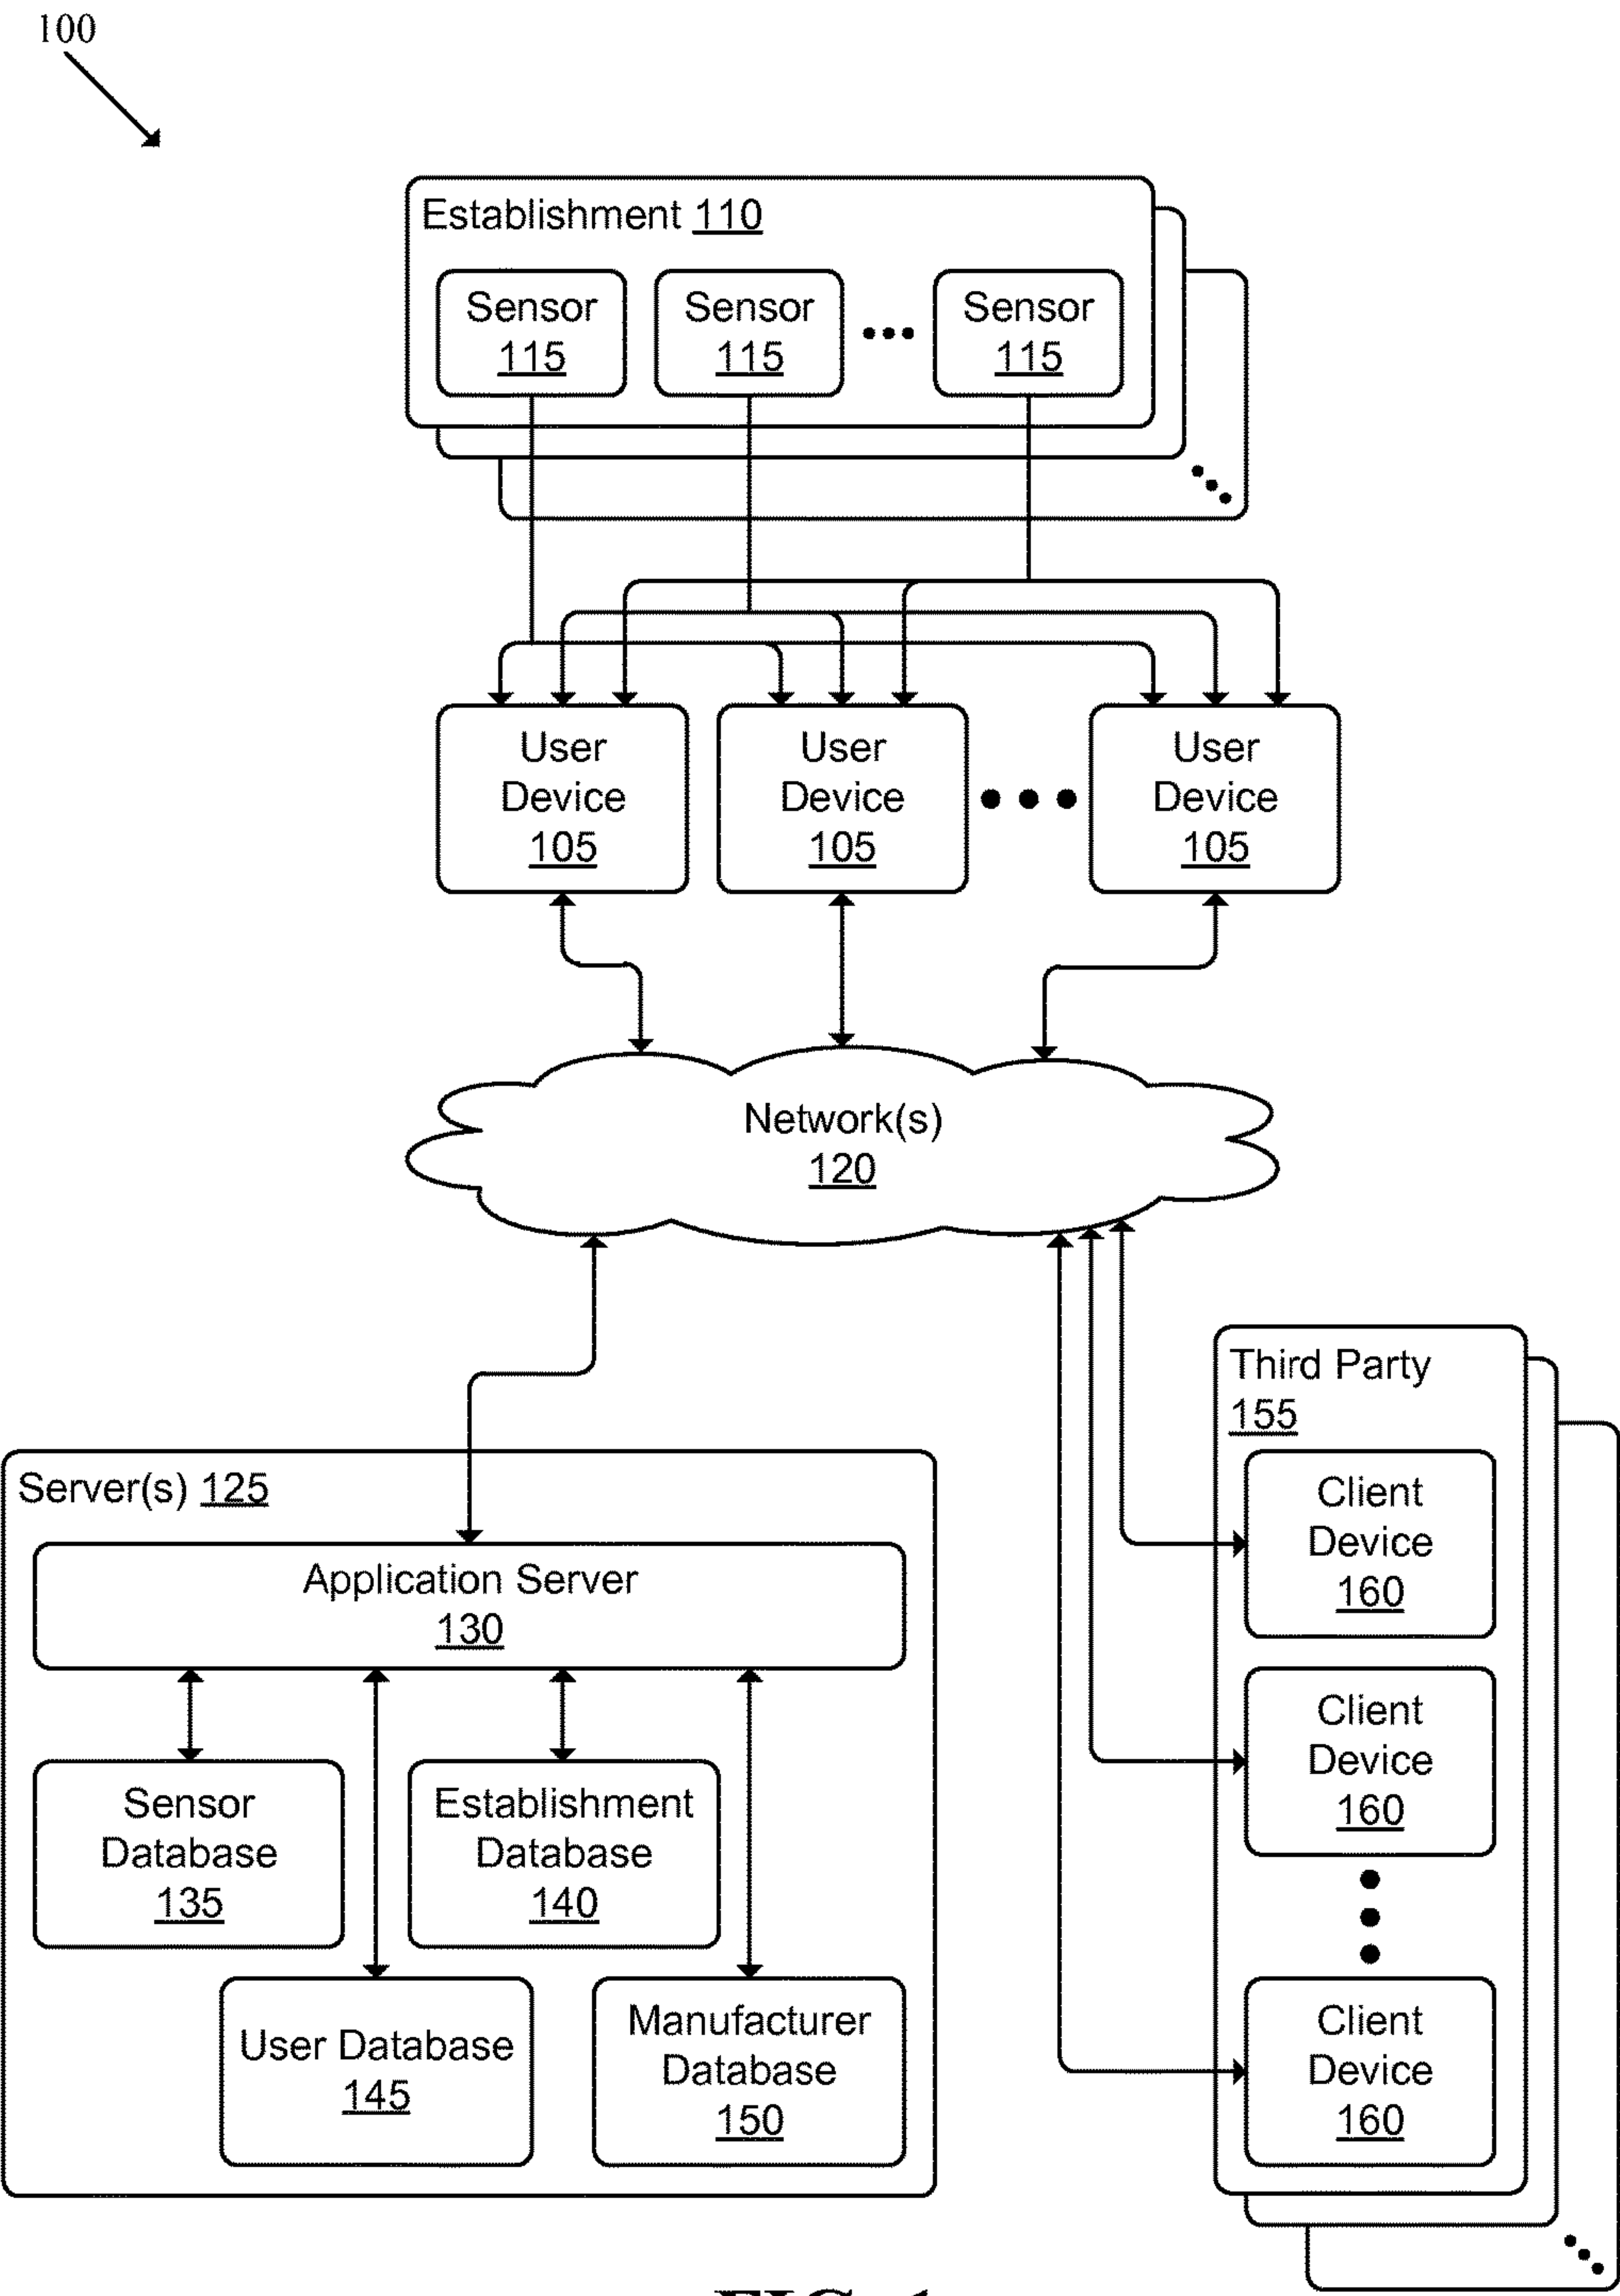 100
Establishment 110
Sensor
115
Sensor
115
Sensor
115
User
Device
105
User
Device
105
User
Device
105
Network(s)
120
Third Party
155
Client
Device
160
Client
Device
160
Client
Device
160
Server(s) 125
Application Server
130
Sensor
Database
135
Establishment
Database
140
User Database
145
Manufacturer
Database
150